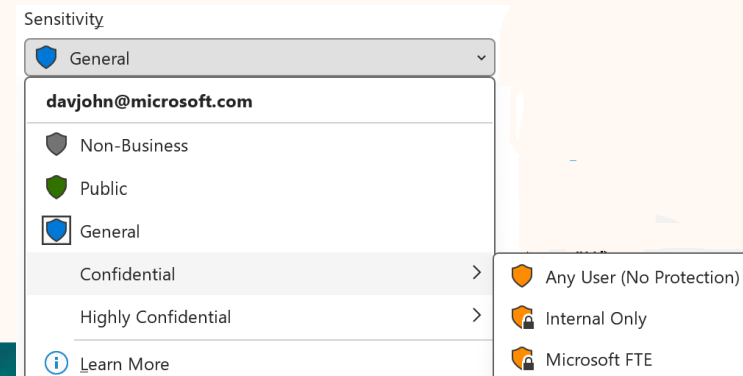 Sensitivity
General
davjohn@microsoft.com
Non-Business
Public
General
Confidential
Highly Confidential
Learn More
Any User (No Protection)
Internal Only
Microsoft FTE